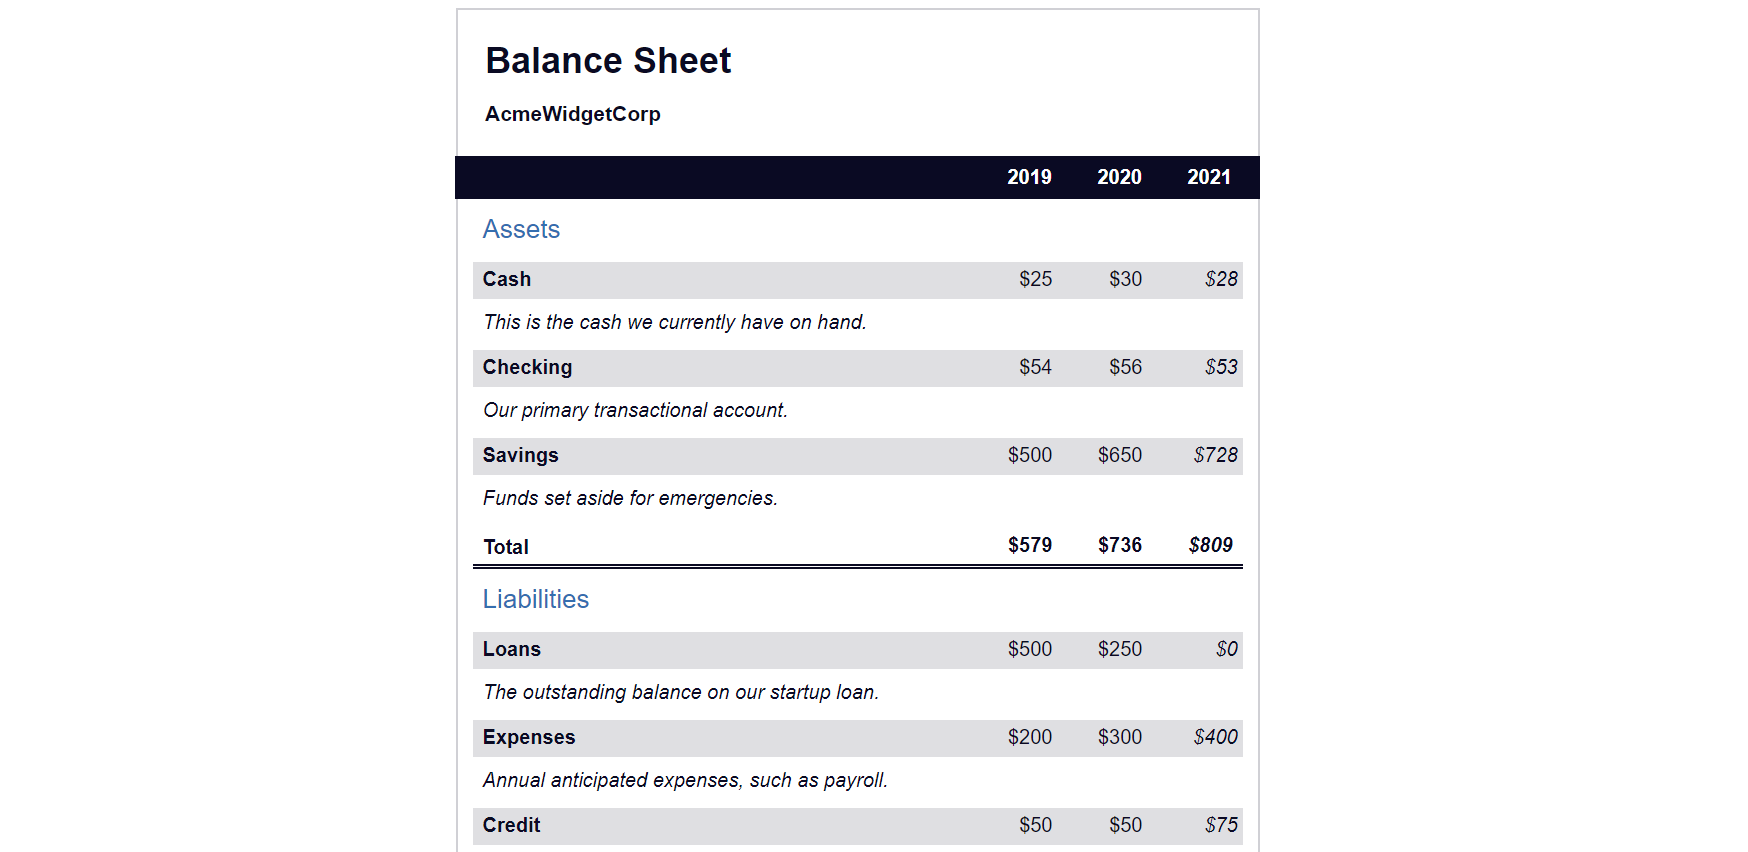 Balance Sheet
AcmeWidgetCorp
2019 2020 2021
Assets
Cash $25 $30 $28
This is the cash we currently have on hand.
Checking $54 $56 $53
Our primary transactional account.
Savings $500 $650 $728
Funds set aside for emergencies.
Total $579 $736 $809
Liabilities
Loans $500 $250 $0
The outstanding balance on our startup loan.
Expenses $200 $300 $400
Annual anticipated expenses, such as payroll.
Credit $50 $50 $75